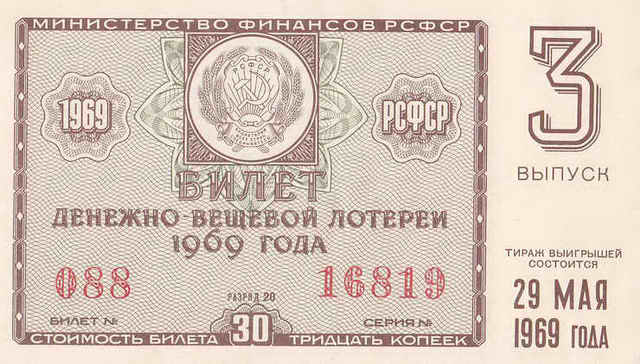 МИНИСТЕРСТВО ФИНАНСОВ РСФСР
РСФСР
1969
РСФСР
БИЛЕТ
ДЕНЕЖНО-ВЕЩЕВОЙ ЛОТЕРЕИ
1969 ГОДА
088
РАЗРЯД 20
16819
БИЛЕТ №
СЕРИЯ №
СТОИМОСТЬ БИЛЕТА 30 ТРИДЦАТЬ КОПЕЕК
3
ВЫПУСК
ТИРАЖ ВЫИГРЫШЕЙ
СОСТОИТСЯ
29 МАЯ
1969 ГОДА